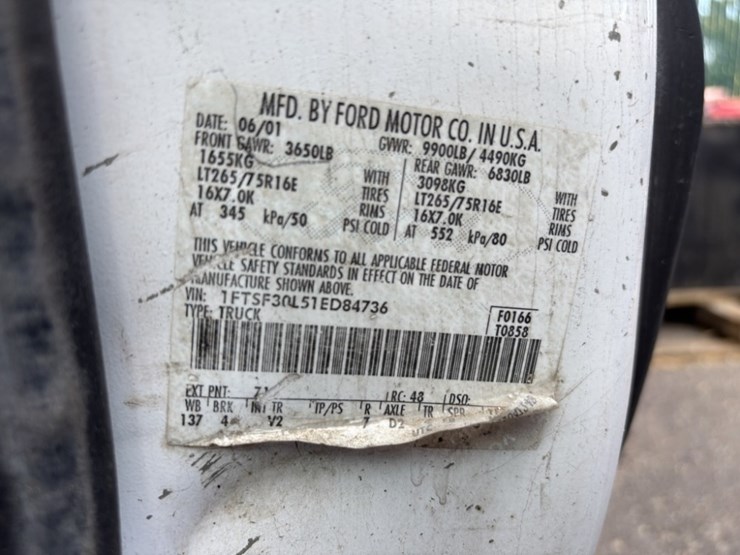 MFD. BY FORD MOTOR CO. IN U.S.A.
DATE: 06/01 GVWR: 9900LB/ 4490KG
FRONT GAWR: 3650LB REAR GAWR: 6830LB
1655KG WITH 3098KG WITH
LT265/75R16E TIRES LT265/75R16E TIRES
16X7.0K RIMS 16X7.0K RIMS
AT 345 kPa/50 PSI COLD AT 552 kPa/80 PSI COLD
THIS VEHICLE CONFORMS TO ALL APPLICABLE FEDERAL MOTOR
VEHICLE SAFETY STANDARDS IN EFFECT ON THE DATE OF
MANUFACTURE SHOWN ABOVE.
VIN: 1FTSF30L51ED84736 F0166
TYPE: TRUCK T0858
EXT PNT: RC: 48 DSO:
WB BRK INT TR TP/PS R AXLE TR SPR
137 4 V2 7 D2